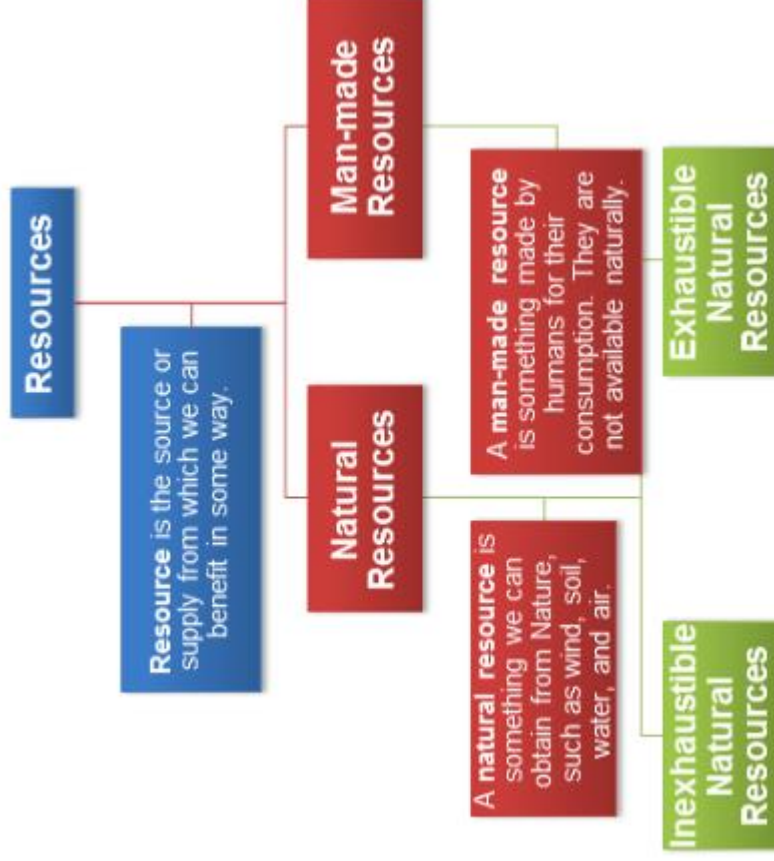 Resources
Resource is the source or
supply from which we can
benefit in some way.
Natural
Resources
Man-made
Resources
A natural resource is
something we can
obtain from Nature,
such as wind, soil,
water, and air.
A man-made resource
is something made by
humans for their
consumption. They are
not available naturally.
Inexhaustible
Natural
Resources
Exhaustible
Natural
Resources